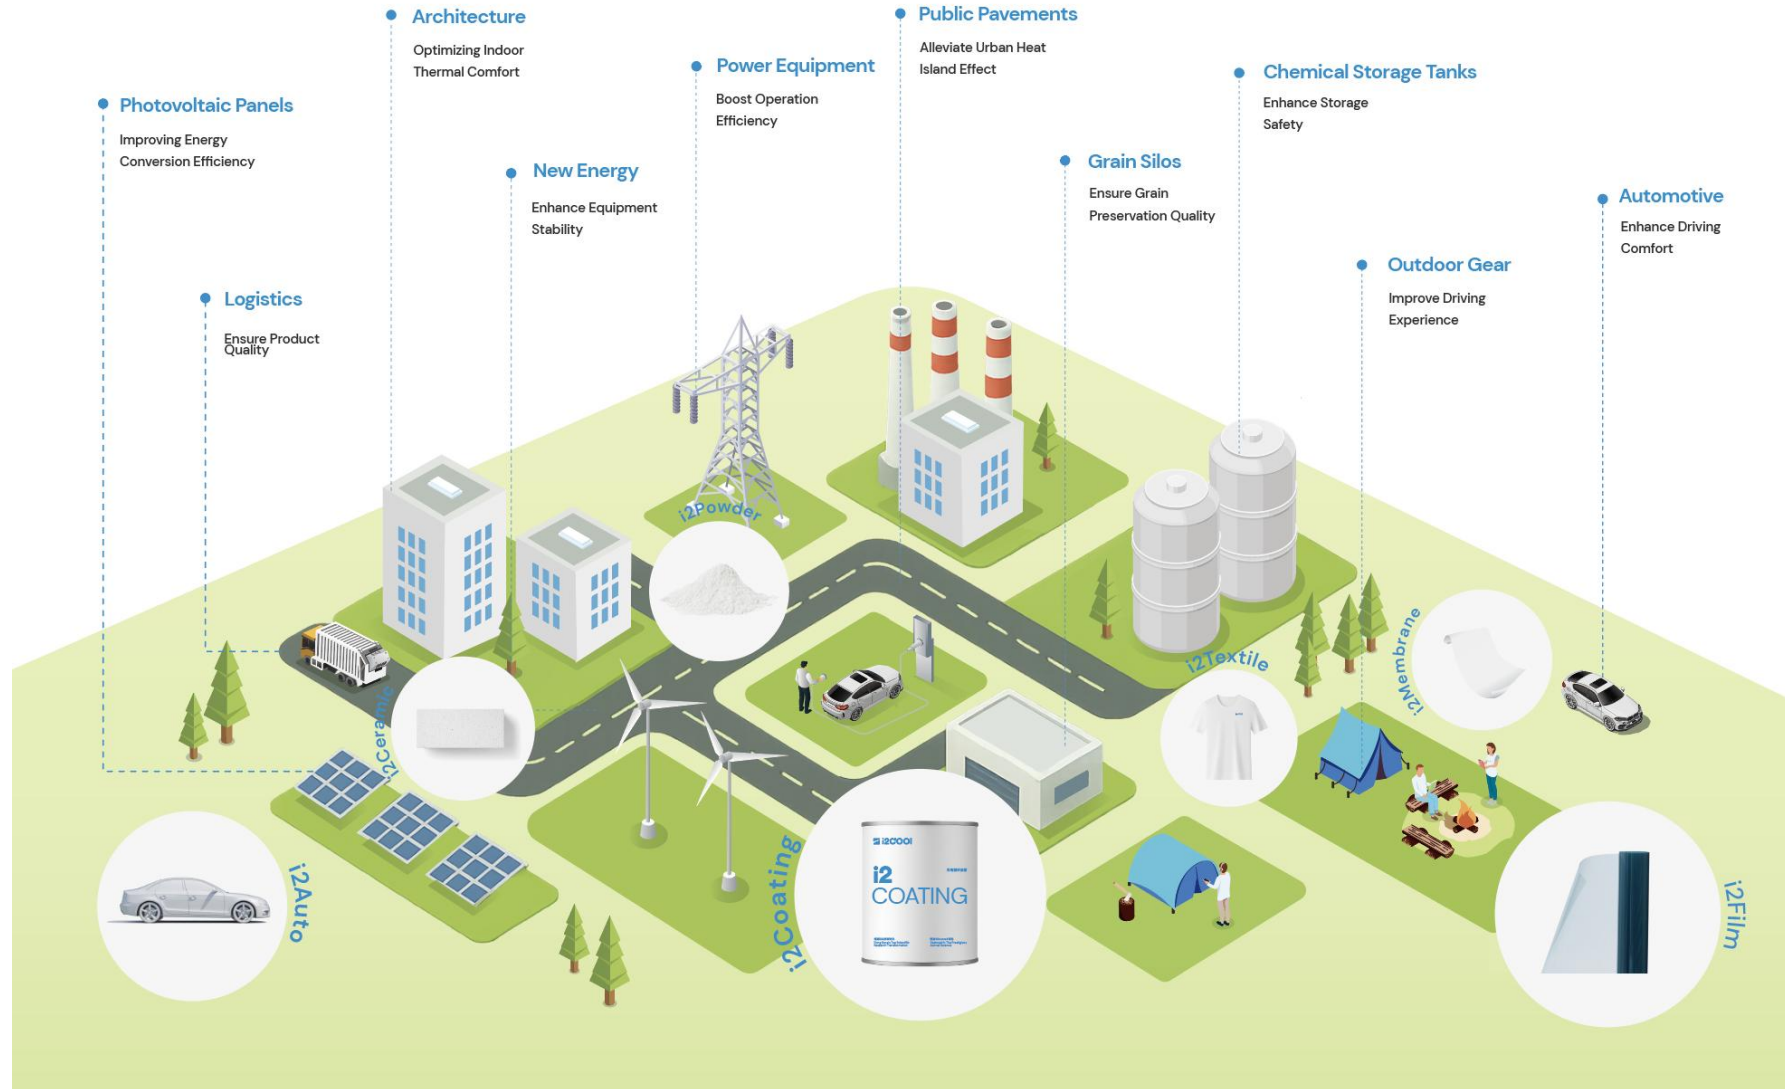 Architecture
Optimizing Indoor
Thermal Comfort
Public Pavements
Alleviate Urban Heat
Island Effect
Power Equipment
Boost Operation
Efficiency
Chemical Storage Tanks
Enhance Storage
Safety
Photovoltaic Panels
Improving Energy
Conversion Efficiency
New Energy
Enhance Equipment
Stability
Grain Silos
Ensure Grain
Preservation Quality
Automotive
Enhance Driving
Comfort
Outdoor Gear
Improve Driving
Experience
Logistics
Ensure Product
Quality
i2Powder
i2Textile
i2Membrane
i2Ceramic
i2Auto
i2Coating
i2COOl
i2
COATING
i2Film